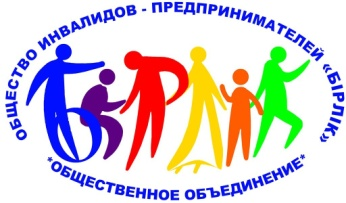 ОБЩЕСТВО ИНВАЛИДОВ - ПРЕДПРИНИМАТЕЛЕЙ «БІРЛІК»
*ОБЩЕСТВЕННОЕ ОБЪЕДИНЕНИЕ*